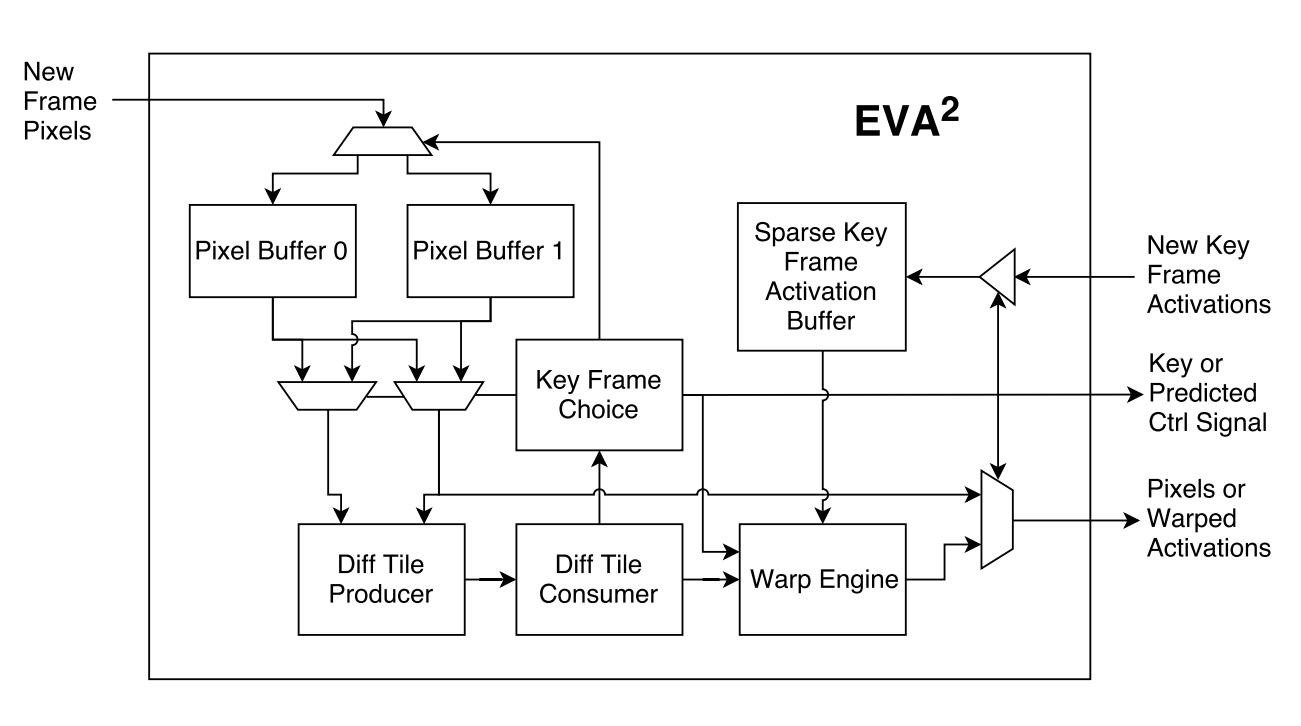 New
Frame
Pixels
EVA²
Pixel Buffer 0
Pixel Buffer 1
Sparse Key
Frame
Activation
Buffer
New Key
Frame
Activations
Key Frame
Choice
Key or
Predicted
Ctrl Signal
Pixels or
Warped
Activations
Diff Tile
Producer
Diff Tile
Consumer
Warp Engine